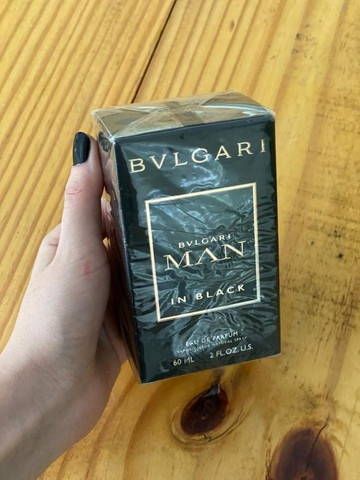 BVLGARI
BVLGARI
MAN
IN BLACK
EAU DE PARFUM
60 ML 2 FL.OZ.U.S.